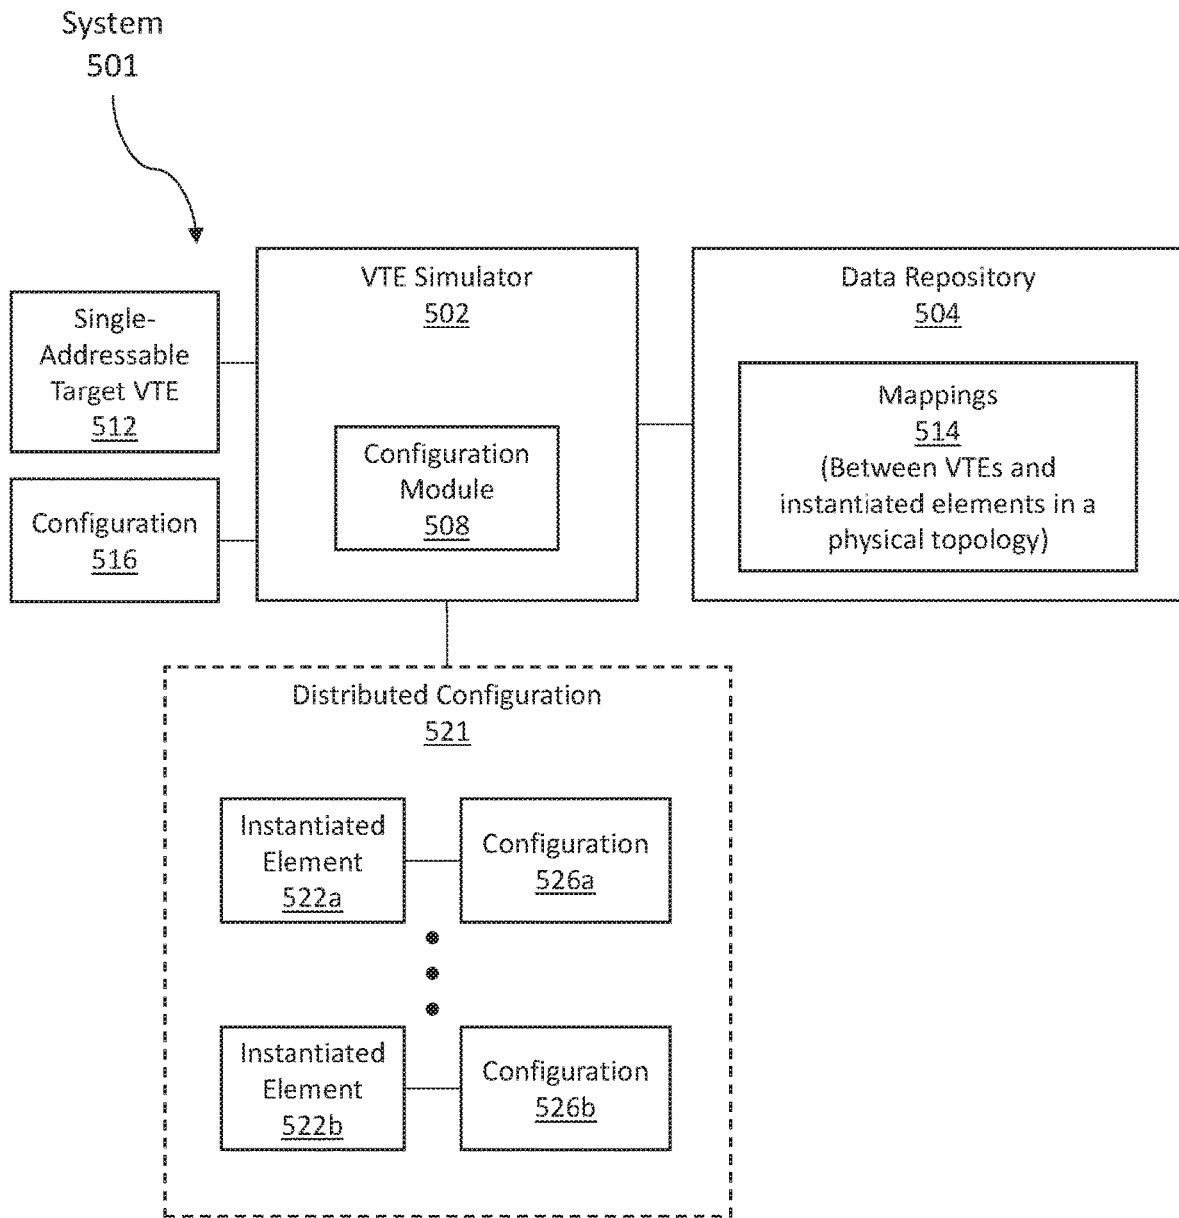 System
501
Single-
Addressable
Target VTE
512
Configuration
516
VTE Simulator
502
Configuration
Module
508
Data Repository
504
Mappings
514
(Between VTEs and
instantiated elements in a
physical topology)
Distributed Configuration
521
Instantiated
Element
522a
Configuration
526a
Instantiated
Element
522b
Configuration
526b